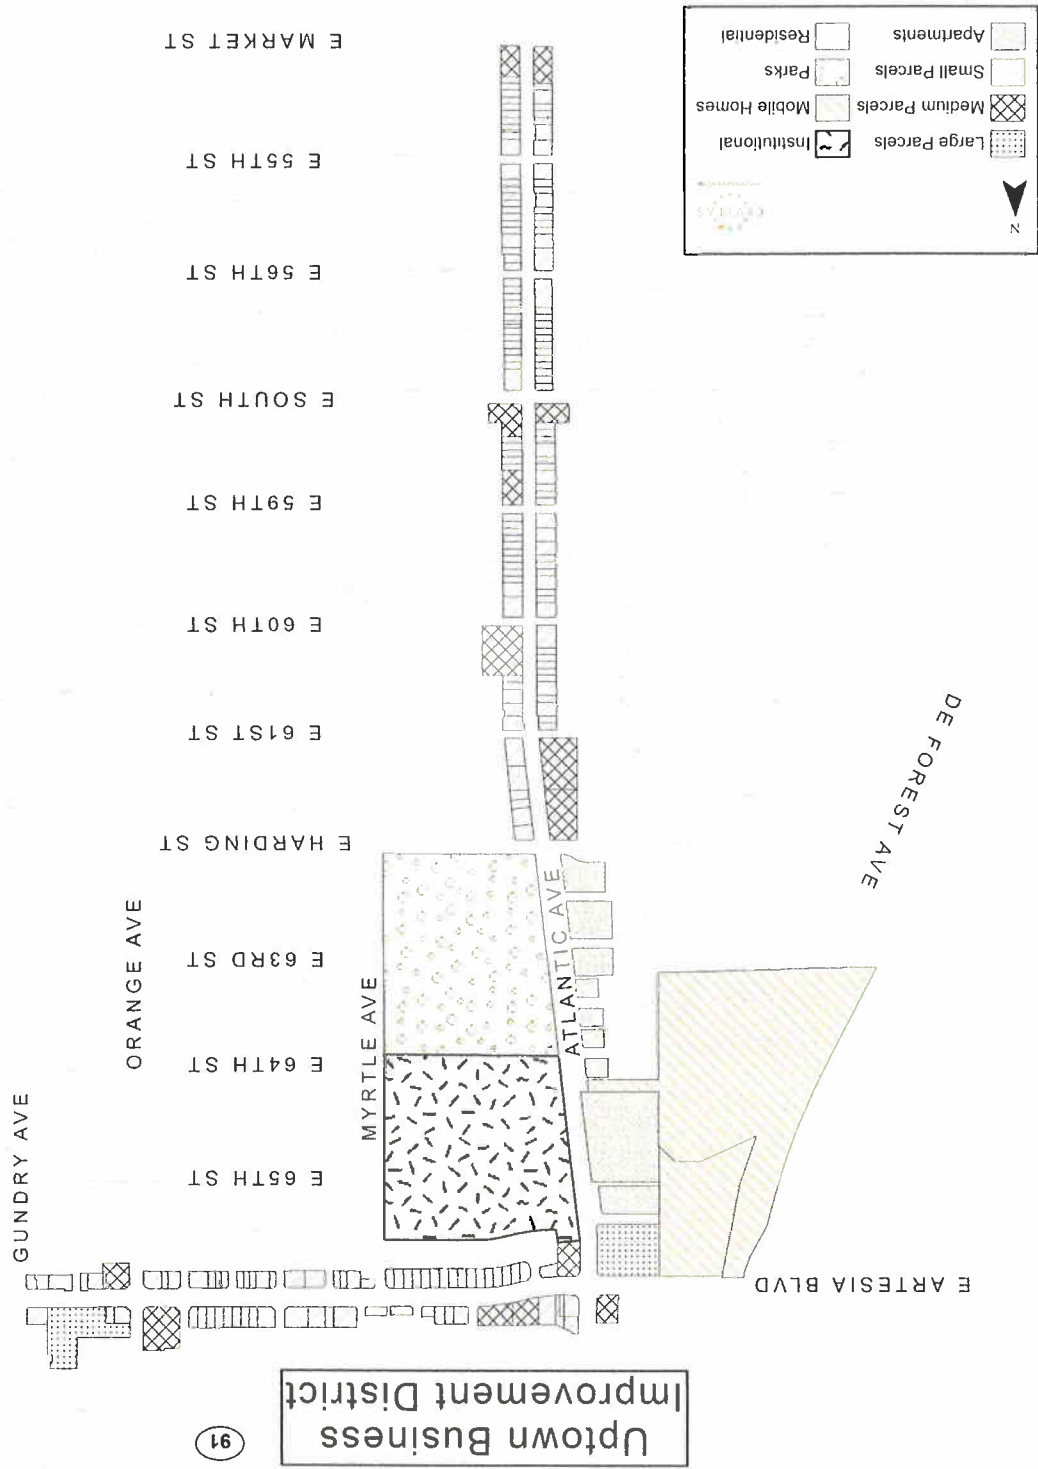 Uptown Business
Improvement District
16
E ARTESIA BLVD
GUNDRY AVE
E 65TH ST
MYRTLE AVE
E 64TH ST
ORANGE AVE
ATLANTIC AVE
E 63RD ST
DE FOREST AVE
E HARDING ST
E 61ST ST
E 60TH ST
E 59TH ST
E SOUTH ST
E 56TH ST
E 55TH ST
E MARKET ST
N
CIVITAS
Large Parcels
Institutional
Medium Parcels
Mobile Homes
Small Parcels
Parks
Apartments
Residential